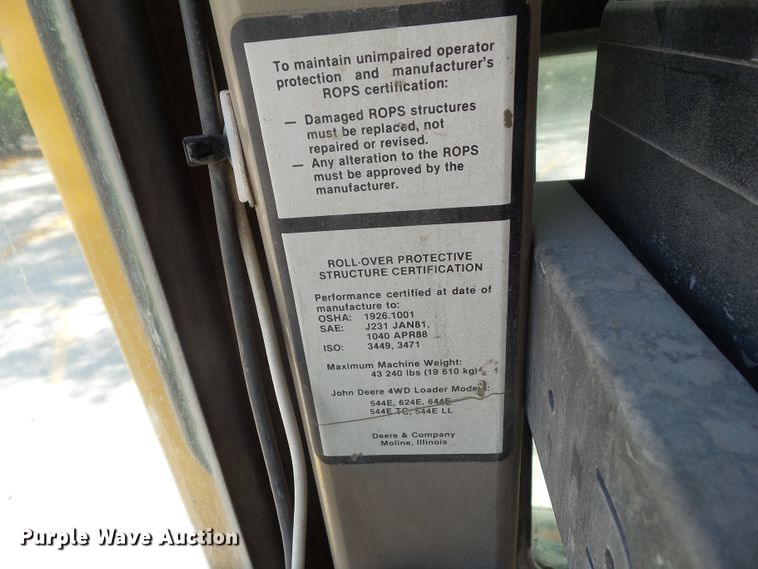 To maintain unimpaired operator
protection and manufacturer's
ROPS certification:
— Damaged ROPS structures
must be replaced, not
repaired or revised.
— Any alteration to the ROPS
must be approved by the
manufacturer.
ROLL-OVER PROTECTIVE
STRUCTURE CERTIFICATION
Performance certified at date of
manufacture to:
OSHA: 1926.1001
SAE: J231 JAN81,
1040 APR88
ISO: 3449, 3471
Maximum Machine Weight:
43 240 lbs (19 610 kg)
John Deere 4WD Loader Models:
544E, 624E, 644E
544E TC, 544E LL
Deere & Company
Moline, Illinois
Purple Wave Auction